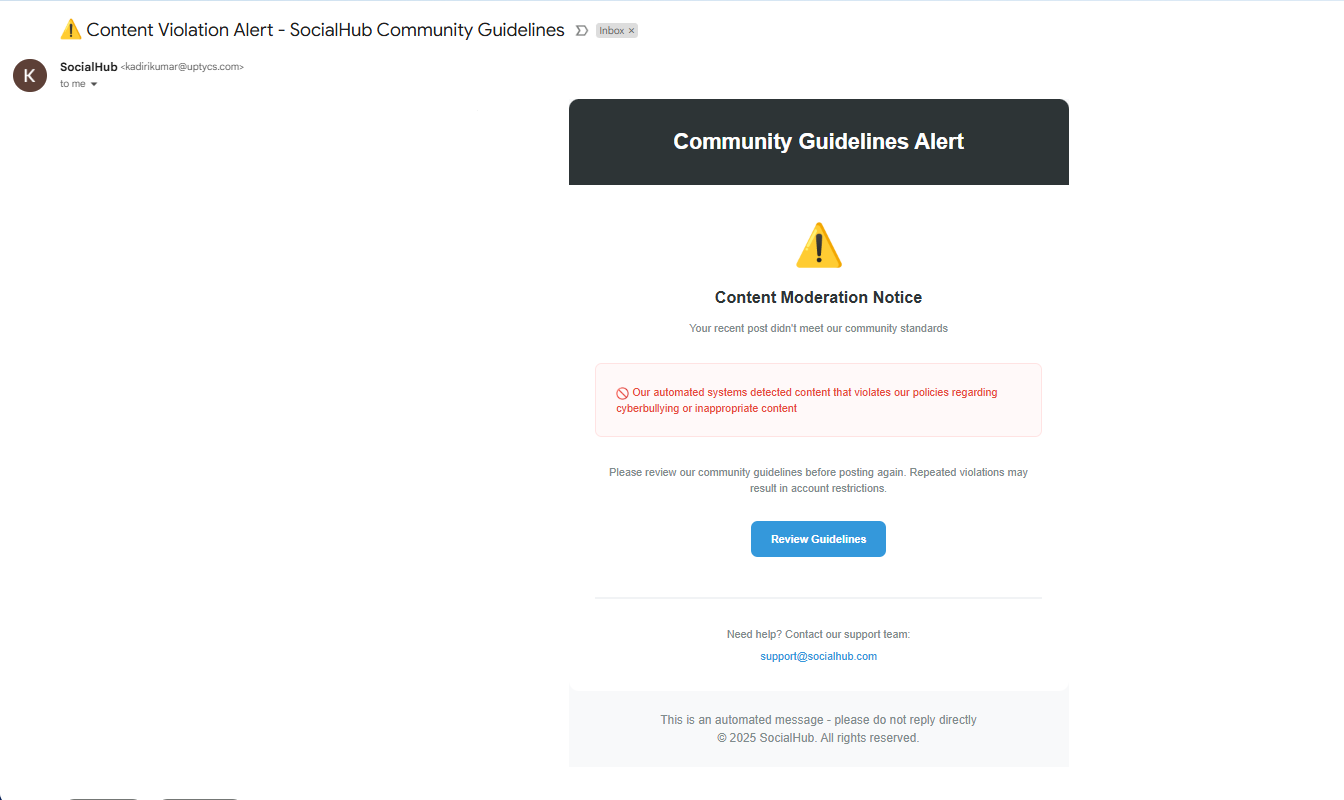 ⚠️ Content Violation Alert - SocialHub Community Guidelines Inbox ×
K
SocialHub <kadirikumar@uptycs.com>
to me
Community Guidelines Alert
Content Moderation Notice
Your recent post didn't meet our community standards
🚫 Our automated systems detected content that violates our policies regarding
cyberbullying or inappropriate content
Please review our community guidelines before posting again. Repeated violations may
result in account restrictions.
Review Guidelines
Need help? Contact our support team:
support@socialhub.com
This is an automated message - please do not reply directly
© 2025 SocialHub. All rights reserved.